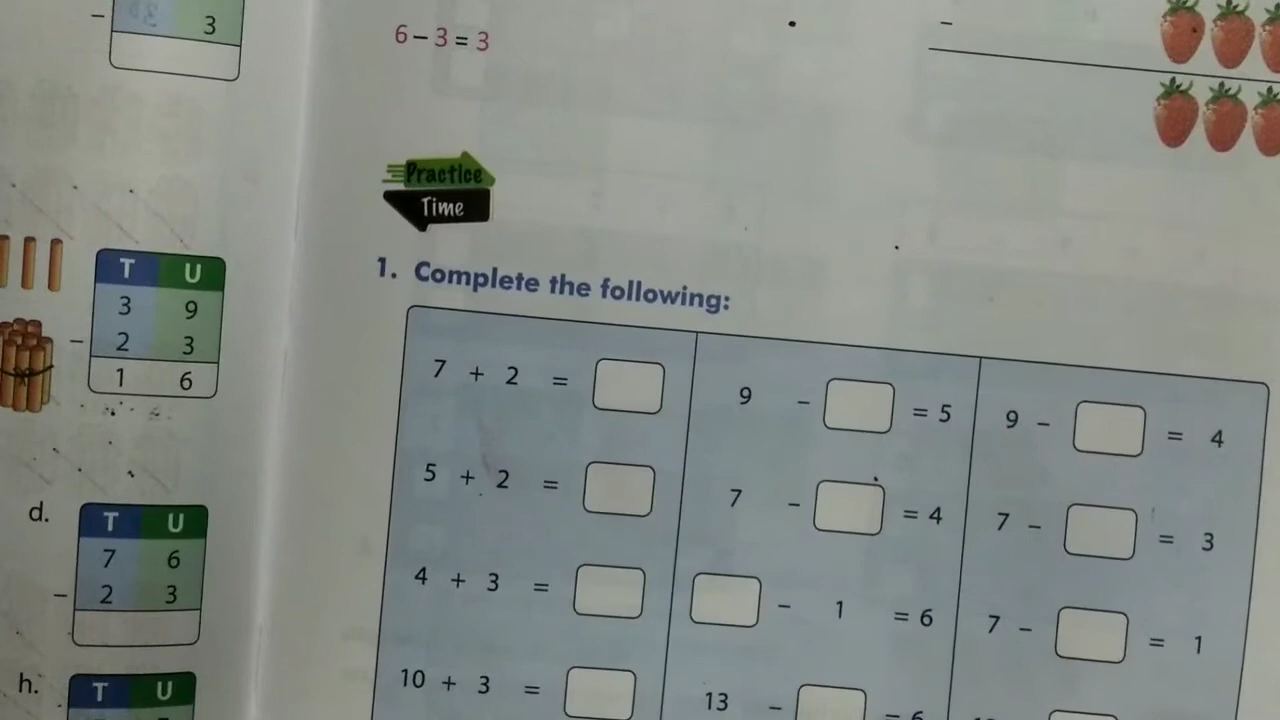 - 3
T U
3 9
- 2 3
1 6
d.
T U
7 6
- 2 3
h.
T U
6 – 3 = 3
-
Practice
Time
1. Complete the following:
7 + 2 =
9 - = 5
9 - = 4
5 + 2 =
7 - = 4
7 - = 3
4 + 3 =
- 1 = 6
7 - = 1
10 + 3 =
13 - = 6